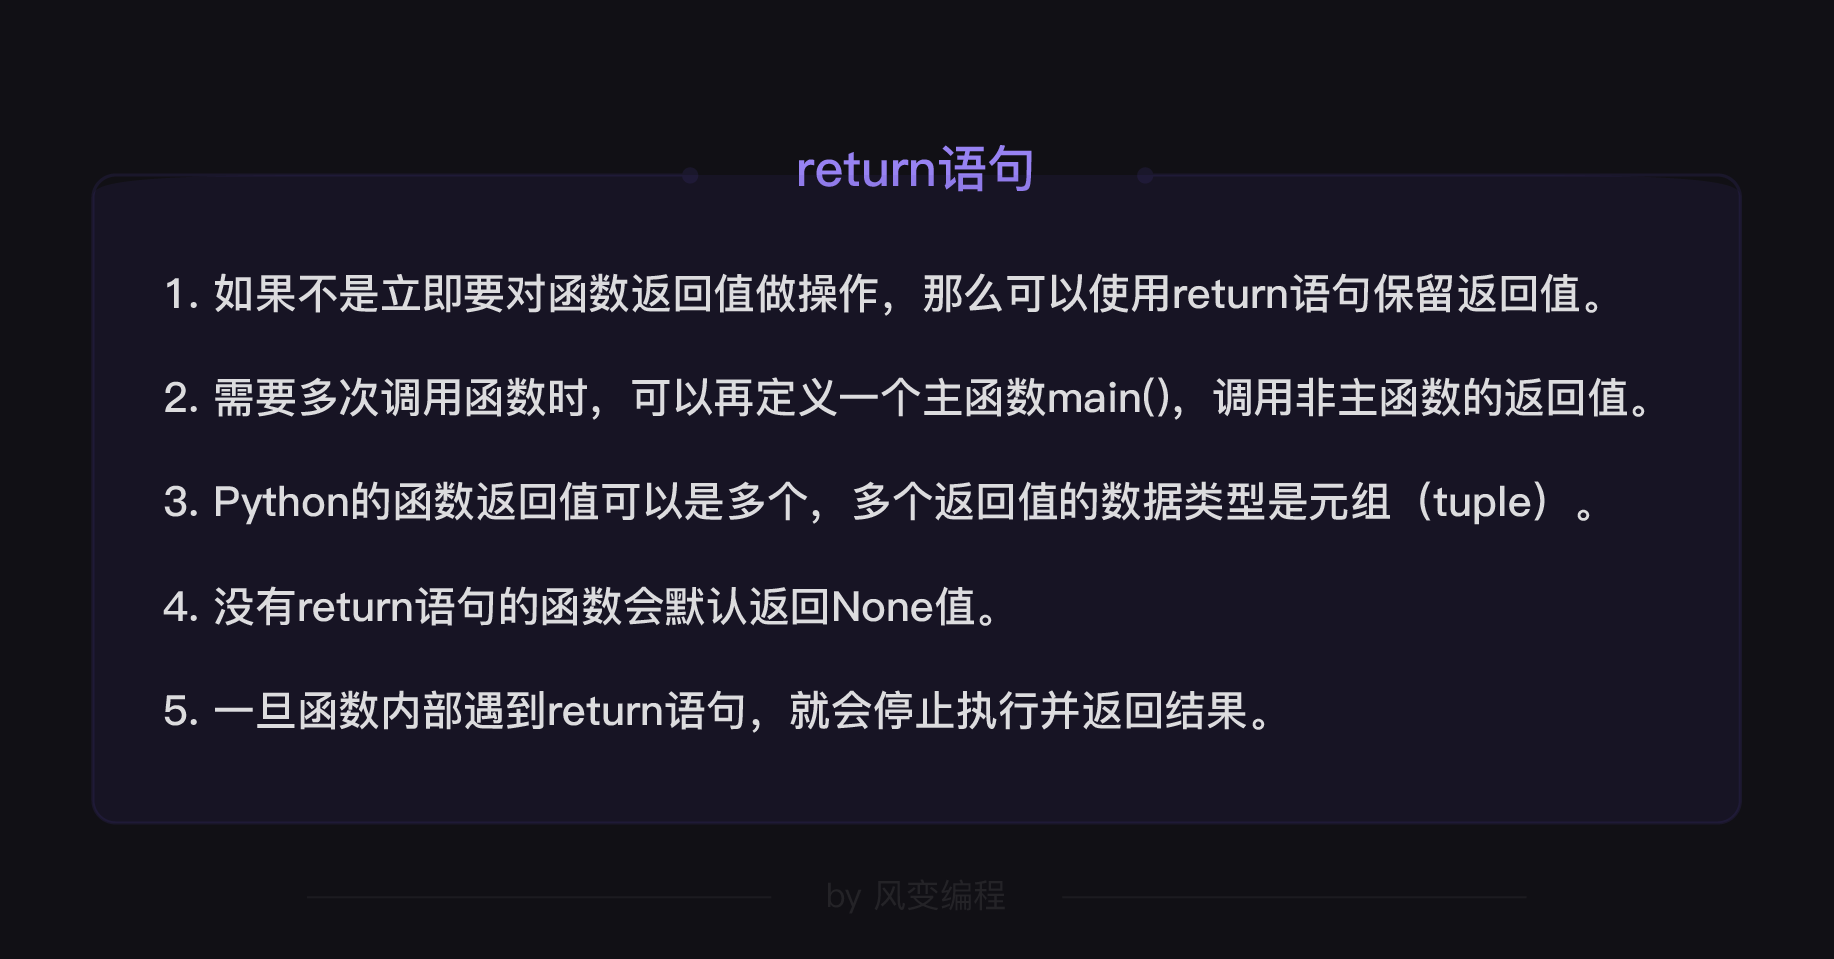 return语句
1. 如果不是立即要对函数返回值做操作，那么可以使用return语句保留返回值。
2. 需要多次调用函数时，可以再定义一个主函数main()，调用非主函数的返回值。
3. Python的函数返回值可以是多个，多个返回值的数据类型是元组（tuple）。
4. 没有return语句的函数会默认返回None值。
5. 一旦函数内部遇到return语句，就会停止执行并返回结果。
by 风变编程